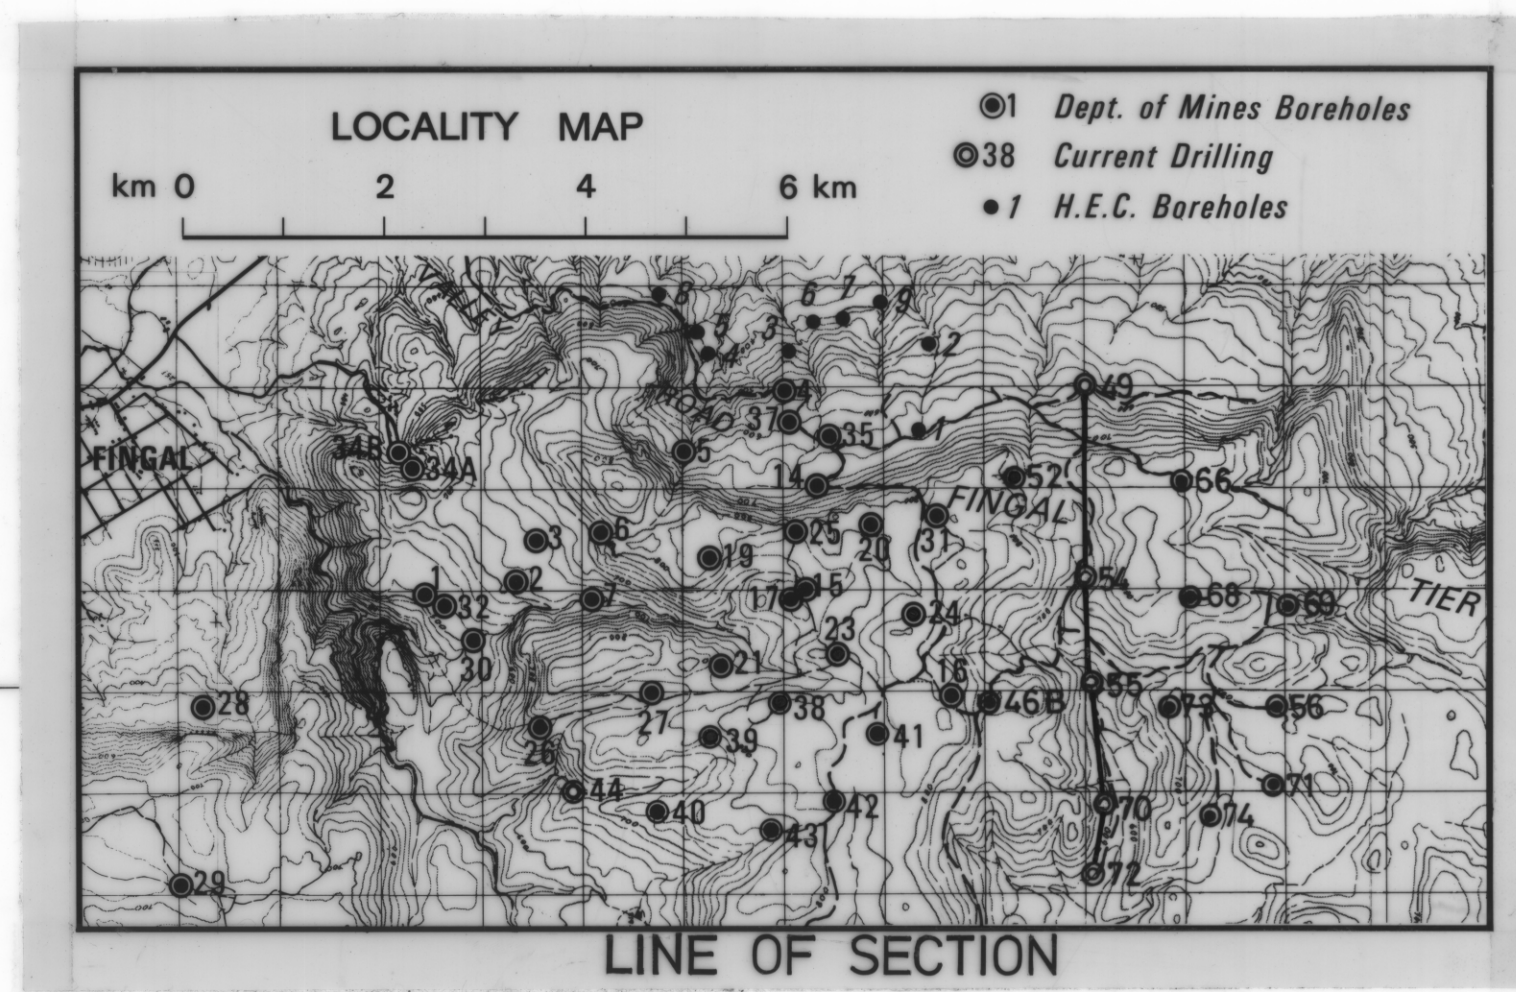 LOCALITY MAP
km 0 2 4 6 km
1 Dept. of Mines Boreholes
38 Current Drilling
1 H.E.C. Boreholes
8
6 7 9
5 3
4 2
4 49
ROAD 37 35 1
34B 5
FINGAL 34A 14 52 66
FINGAL
3 6 25 20 31
19
1 2 7 17 15 54 68 69 TIER
32 24
30 23
21 16
28 27 38 46B 55 73 56
26 39 41
44 40 42 70 71
43 74
29 72
LINE OF SECTION